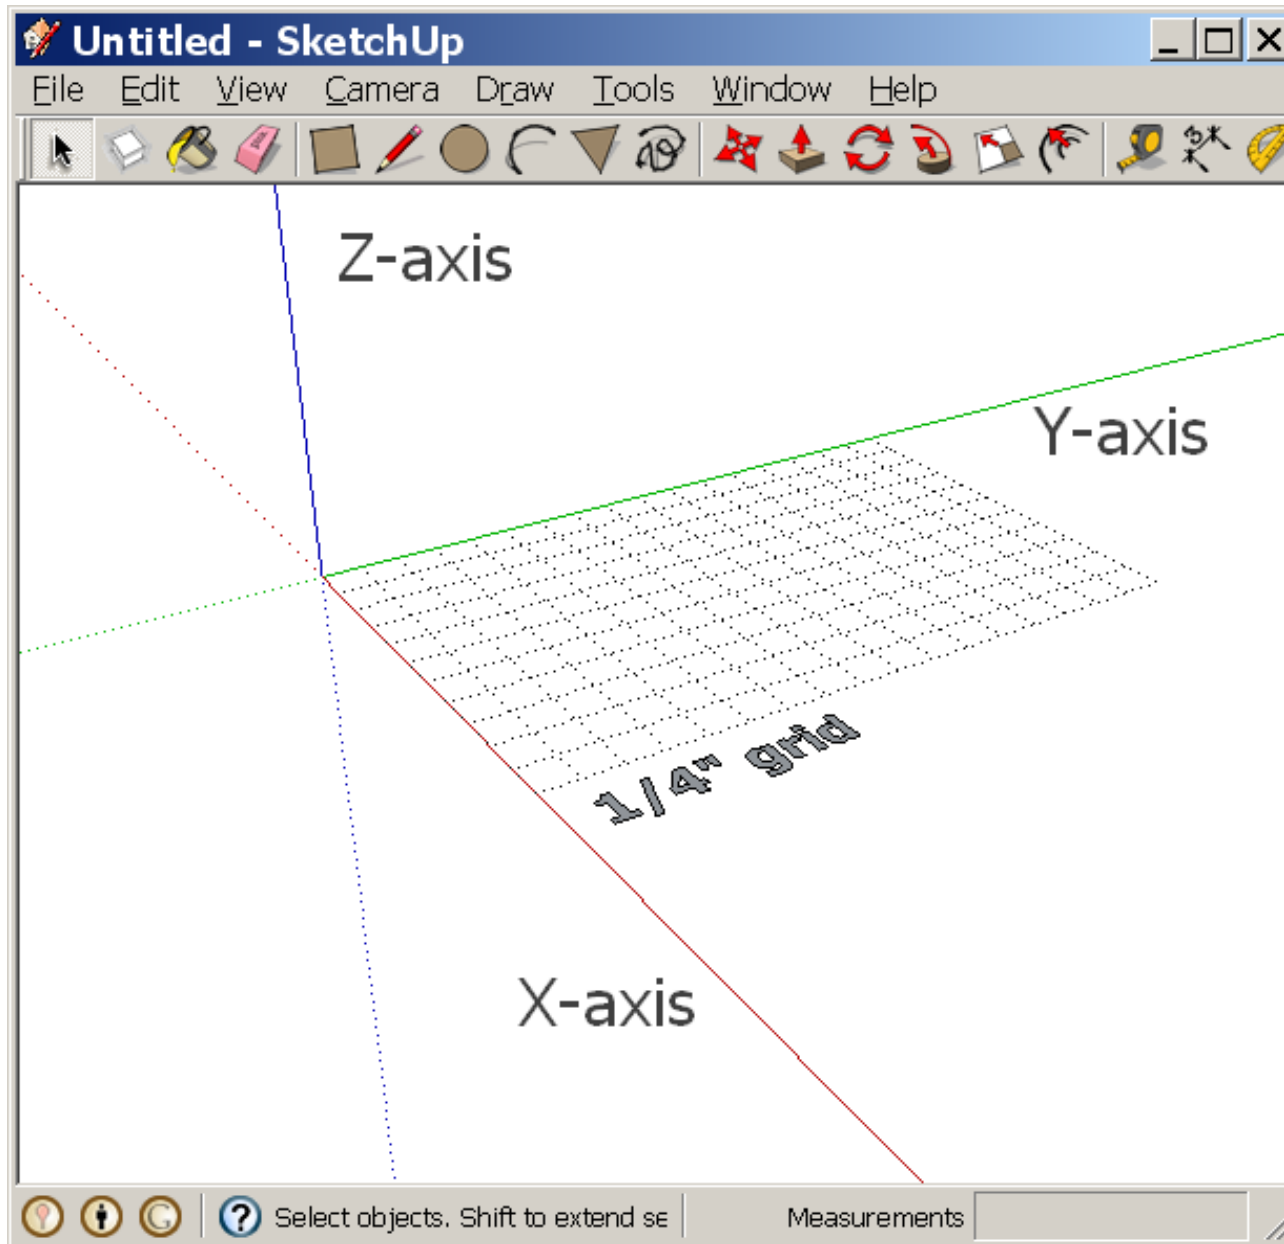 Untitled - SketchUp
File Edit View Camera Draw Tools Window Help
Z-axis
Y-axis
1/4" grid
X-axis
Select objects. Shift to extend se
Measurements